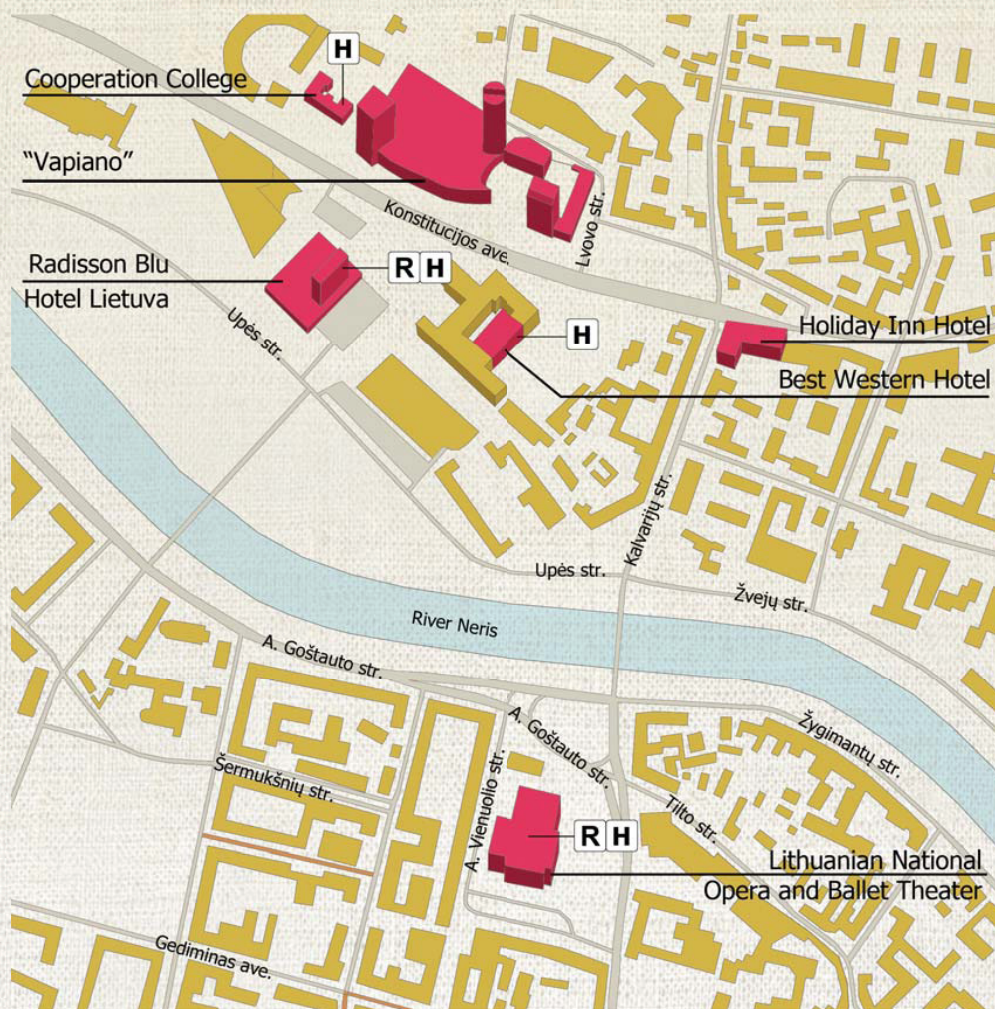 H
Cooperation College
"Vapiano"
Konstitucijos ave.
Lvovo str.
Radisson Blu
Hotel Lietuva
R H
Upės str.
H
Holiday Inn Hotel
Best Western Hotel
Kalvarijų str.
Upės str.
Žvejų str.
River Neris
A. Goštauto str.
A. Goštauto str.
Žygimantų str.
Šermukšnių str.
A. Vienuolio str.
Tilto str.
R H
Lithuanian National
Opera and Ballet Theater
Gediminas ave.